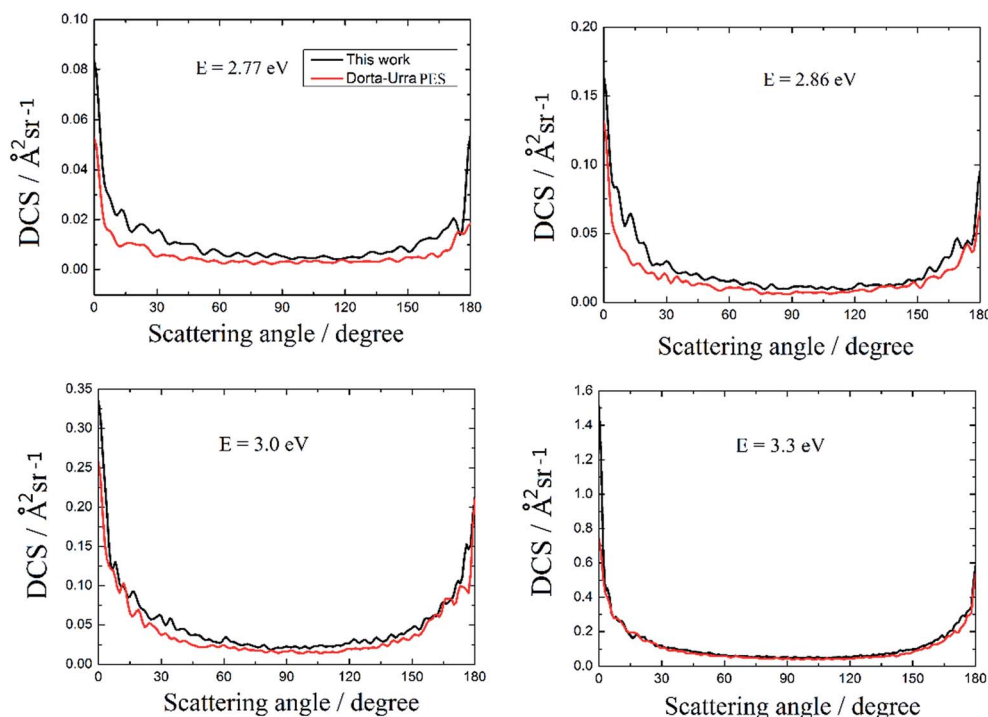 0.10
0.08
0.06
0.04
0.02
0.00
DCS / Å²sr⁻¹
E = 2.77 eV
This work
Dorta-Urra PES
0 30 60 90 120 150 180
Scattering angle / degree
0.20
0.15
0.10
0.05
0.00
DCS / Å²sr⁻¹
E = 2.86 eV
0 30 60 90 120 150 180
Scattering angle / degree
0.35
0.30
0.25
0.20
0.15
0.10
0.05
0.00
DCS / Å²sr⁻¹
E = 3.0 eV
0 30 60 90 120 150 180
Scattering angle / degree
1.6
1.4
1.2
1.0
0.8
0.6
0.4
0.2
0.0
DCS / Å²sr⁻¹
E = 3.3 eV
0 30 60 90 120 150 180
Scattering angle / degree